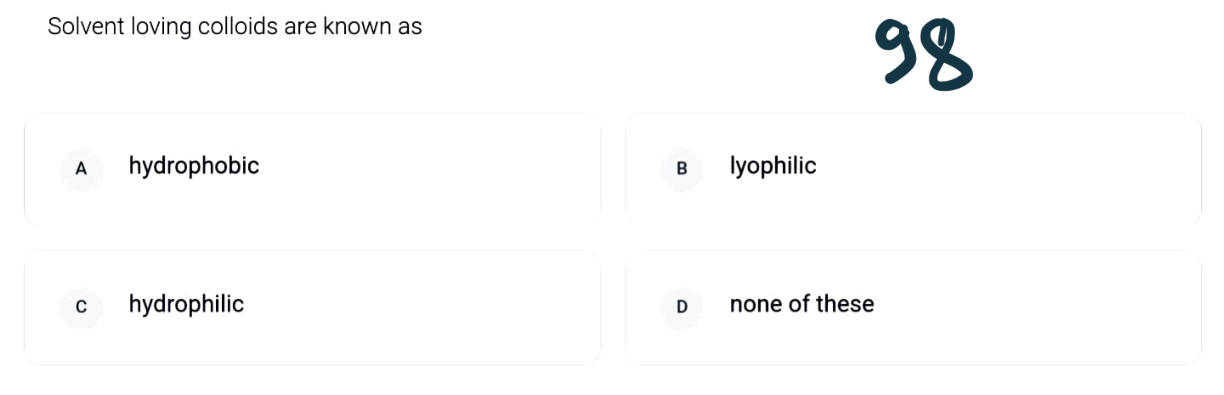 Solvent loving colloids are known as
98
A hydrophobic
B lyophilic
C hydrophilic
D none of these